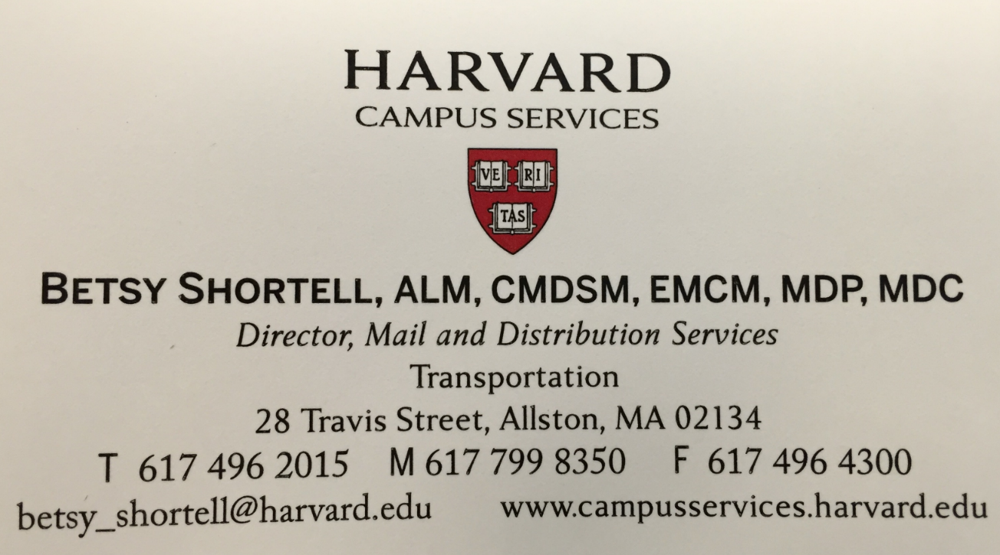 HARVARD
CAMPUS SERVICES
VE RI
TAS
BETSY SHORTELL, ALM, CMDSM, EMCM, MDP, MDC
Director, Mail and Distribution Services
Transportation
28 Travis Street, Allston, MA 02134
T 617 496 2015 M 617 799 8350 F 617 496 4300
betsy_shortell@harvard.edu www.campusservices.harvard.edu